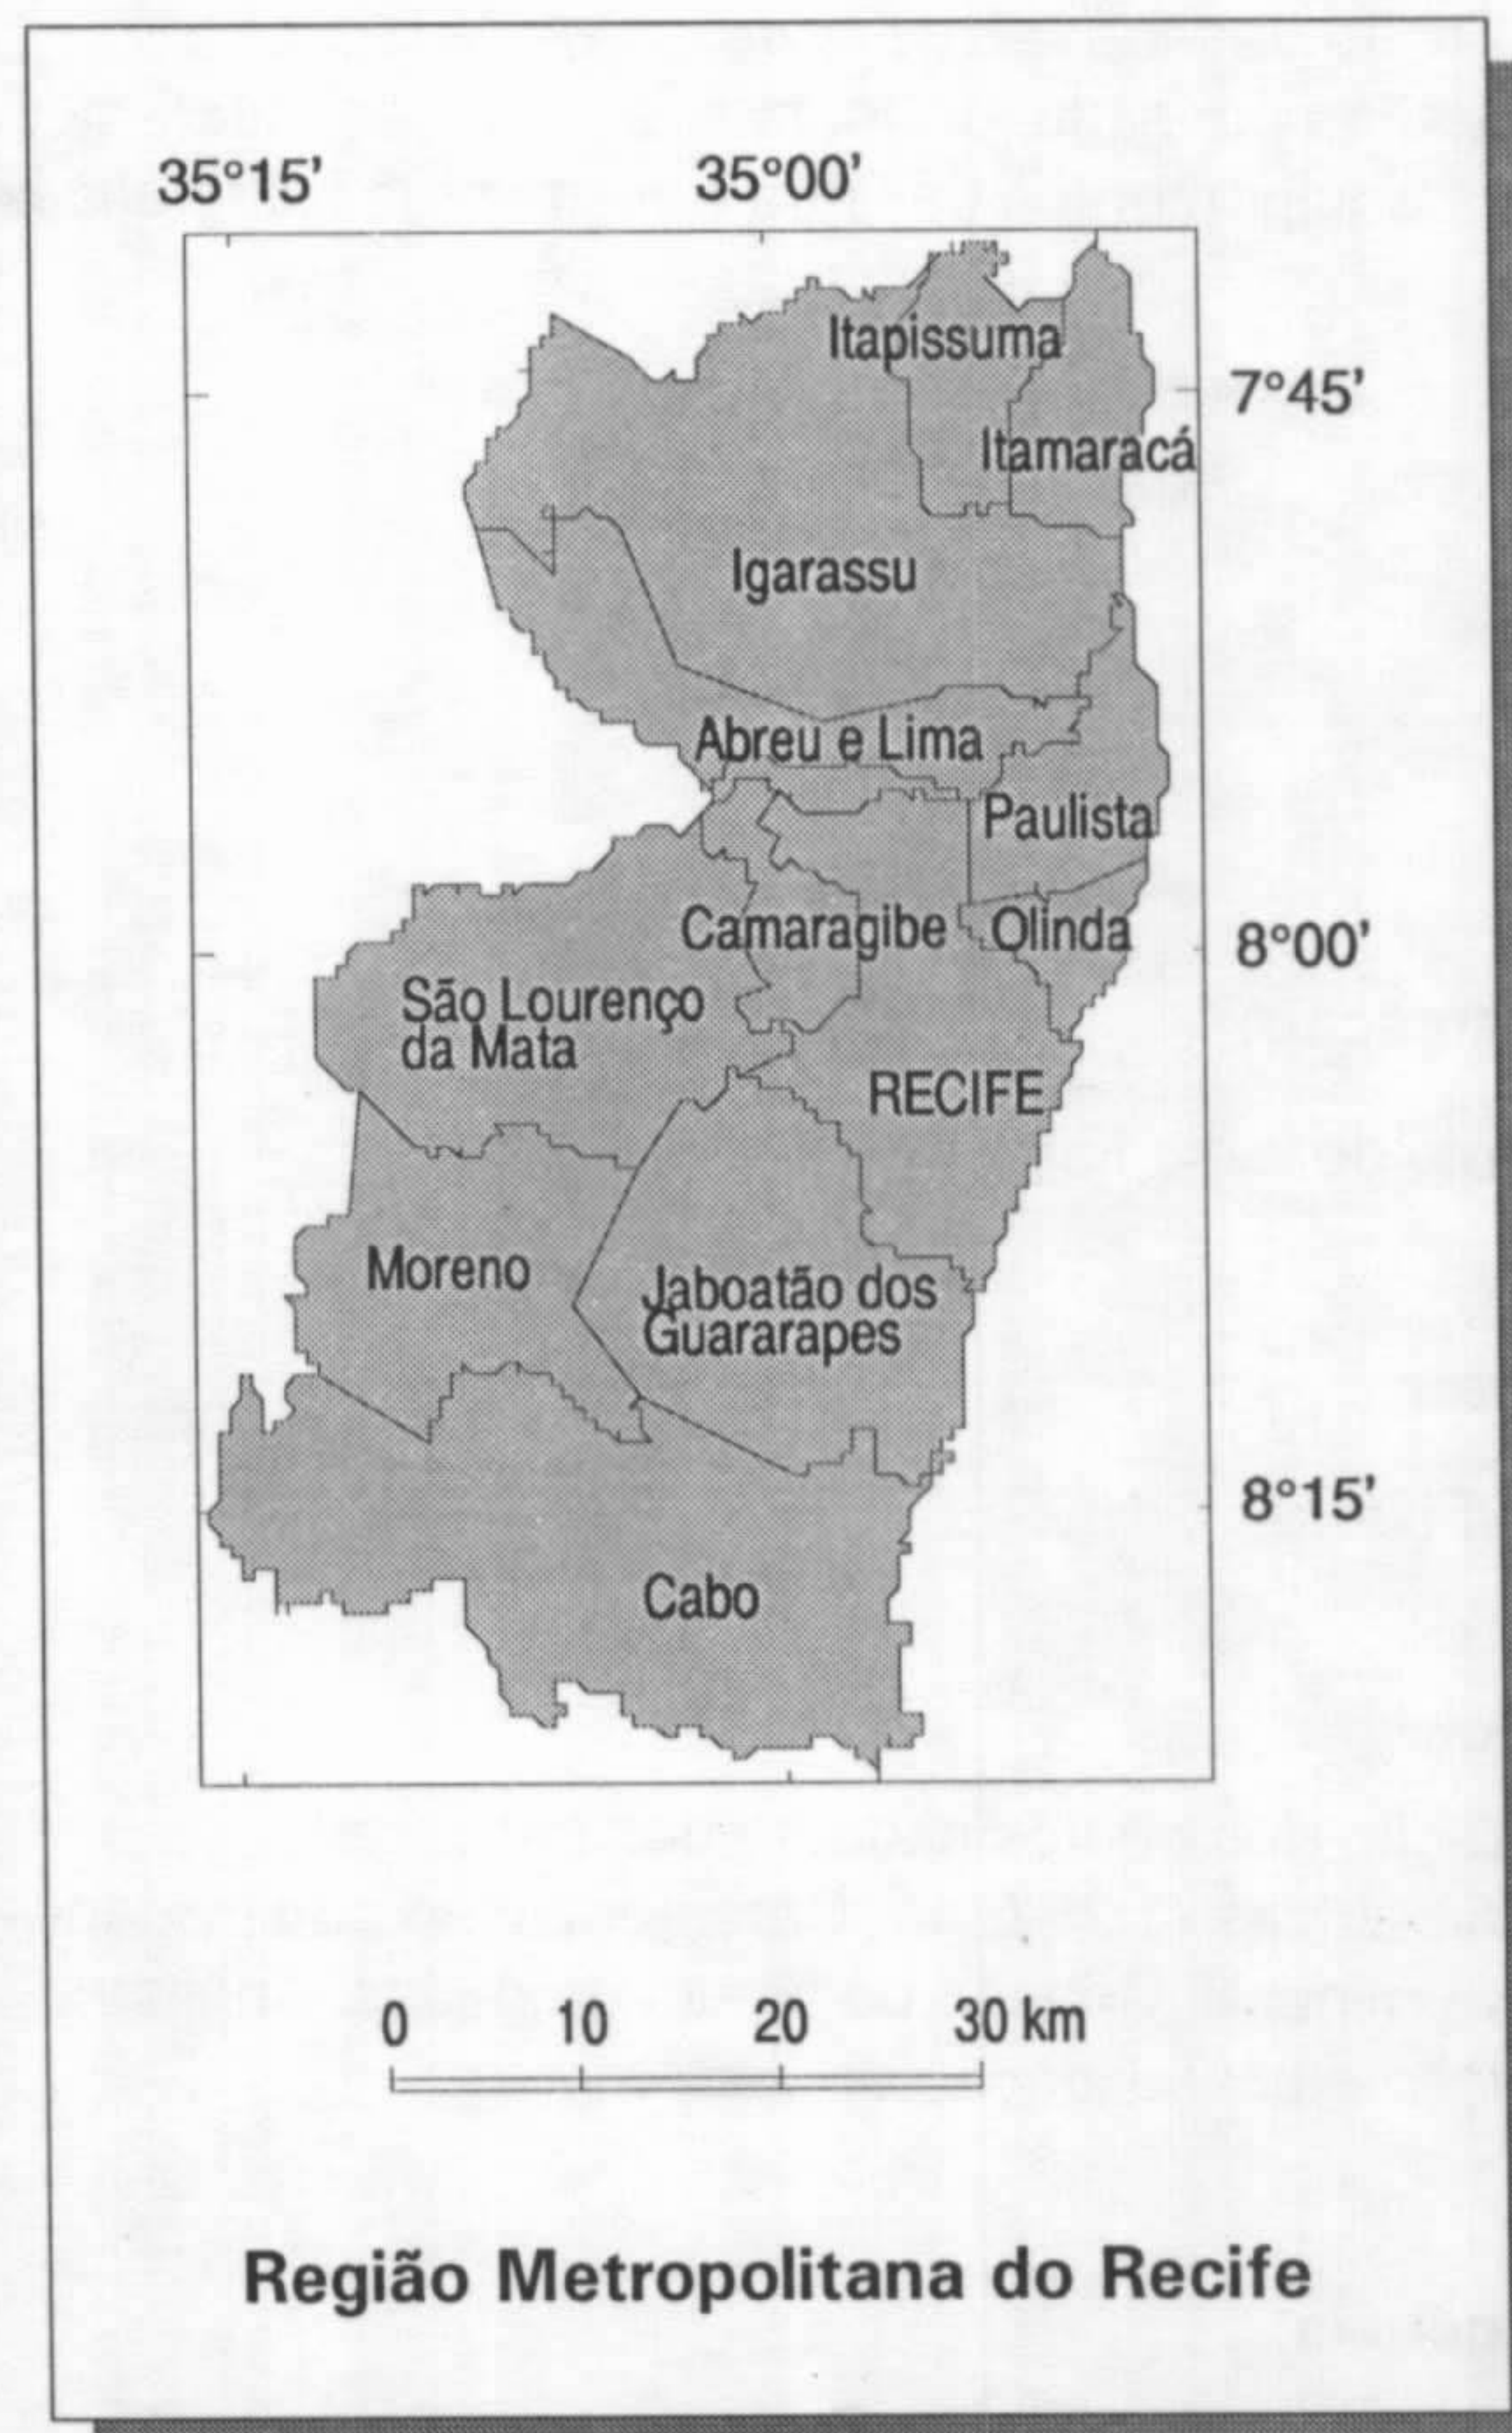 35°15’ 35°00’
Itapissuma
7°45’
Itamaracá
Igarassu
Abreu e Lima
Paulista
Camaragibe
Olinda
8°00’
São Lourenço
da Mata
RECIFE
Moreno
Jaboatão dos
Guararapes
8°15’
Cabo
0 10 20 30 km
Região Metropolitana do Recife